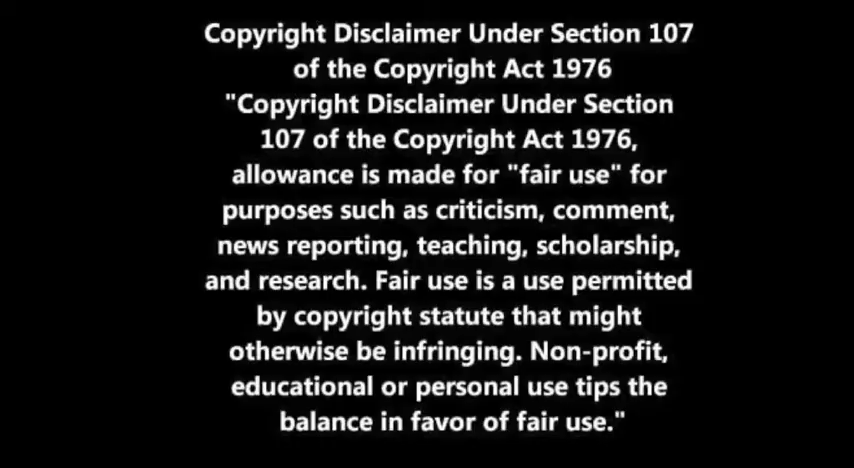 Copyright Disclaimer Under Section 107
of the Copyright Act 1976
"Copyright Disclaimer Under Section
107 of the Copyright Act 1976,
allowance is made for "fair use" for
purposes such as criticism, comment,
news reporting, teaching, scholarship,
and research. Fair use is a use permitted
by copyright statute that might
otherwise be infringing. Non-profit,
educational or personal use tips the
balance in favor of fair use."